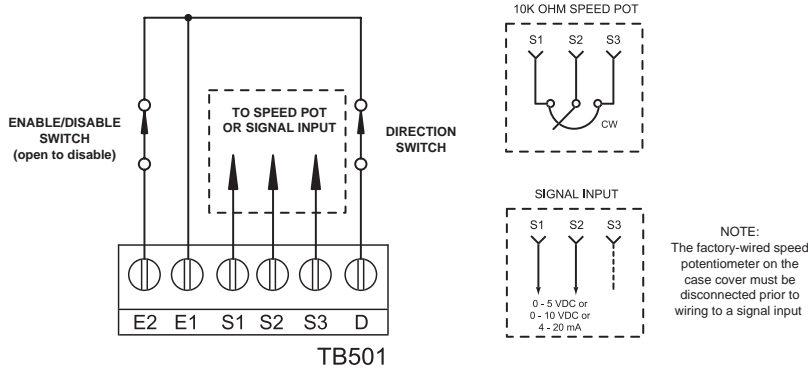 ENABLE/DISABLE
SWITCH
(open to disable)
TO SPEED POT
OR SIGNAL INPUT
DIRECTION
SWITCH
E2 E1 S1 S2 S3 D
TB501
10K OHM SPEED POT
S1 S2 S3
CW
SIGNAL INPUT
S1 S2 S3
0 - 5 VDC or
0 - 10 VDC or
4 - 20 mA
NOTE:
The factory-wired speed
potentiometer on the
case cover must be
disconnected prior to
wiring to a signal input